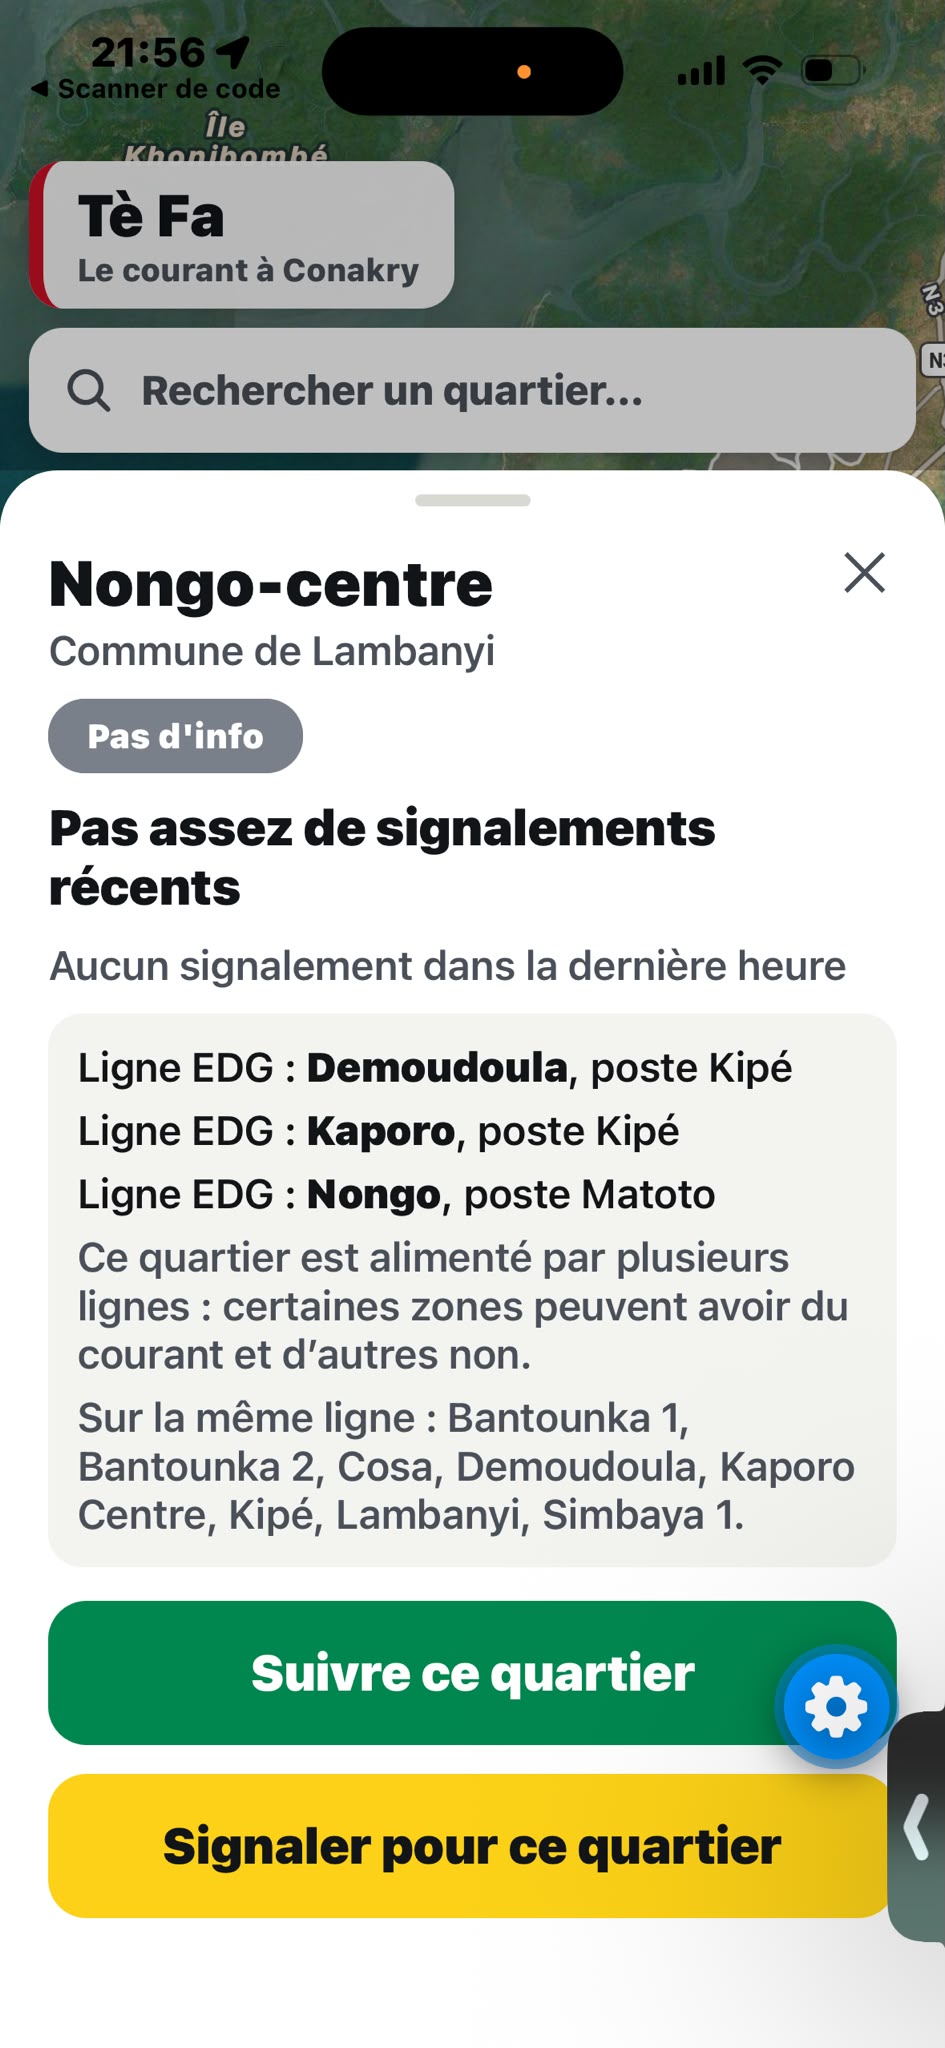 21:56
◀ Scanner de code
Île
Khonibombé
Tè Fa
Le courant à Conakry
N3
Rechercher un quartier...
Nongo-centre
Commune de Lambanyi
Pas d'info
Pas assez de signalements
récents
Aucun signalement dans la dernière heure
Ligne EDG : Demoudoula, poste Kipé
Ligne EDG : Kaporo, poste Kipé
Ligne EDG : Nongo, poste Matoto
Ce quartier est alimenté par plusieurs
lignes : certaines zones peuvent avoir du
courant et d’autres non.
Sur la même ligne : Bantounka 1,
Bantounka 2, Cosa, Demoudoula, Kaporo
Centre, Kipé, Lambanyi, Simbaya 1.
Suivre ce quartier
Signaler pour ce quartier